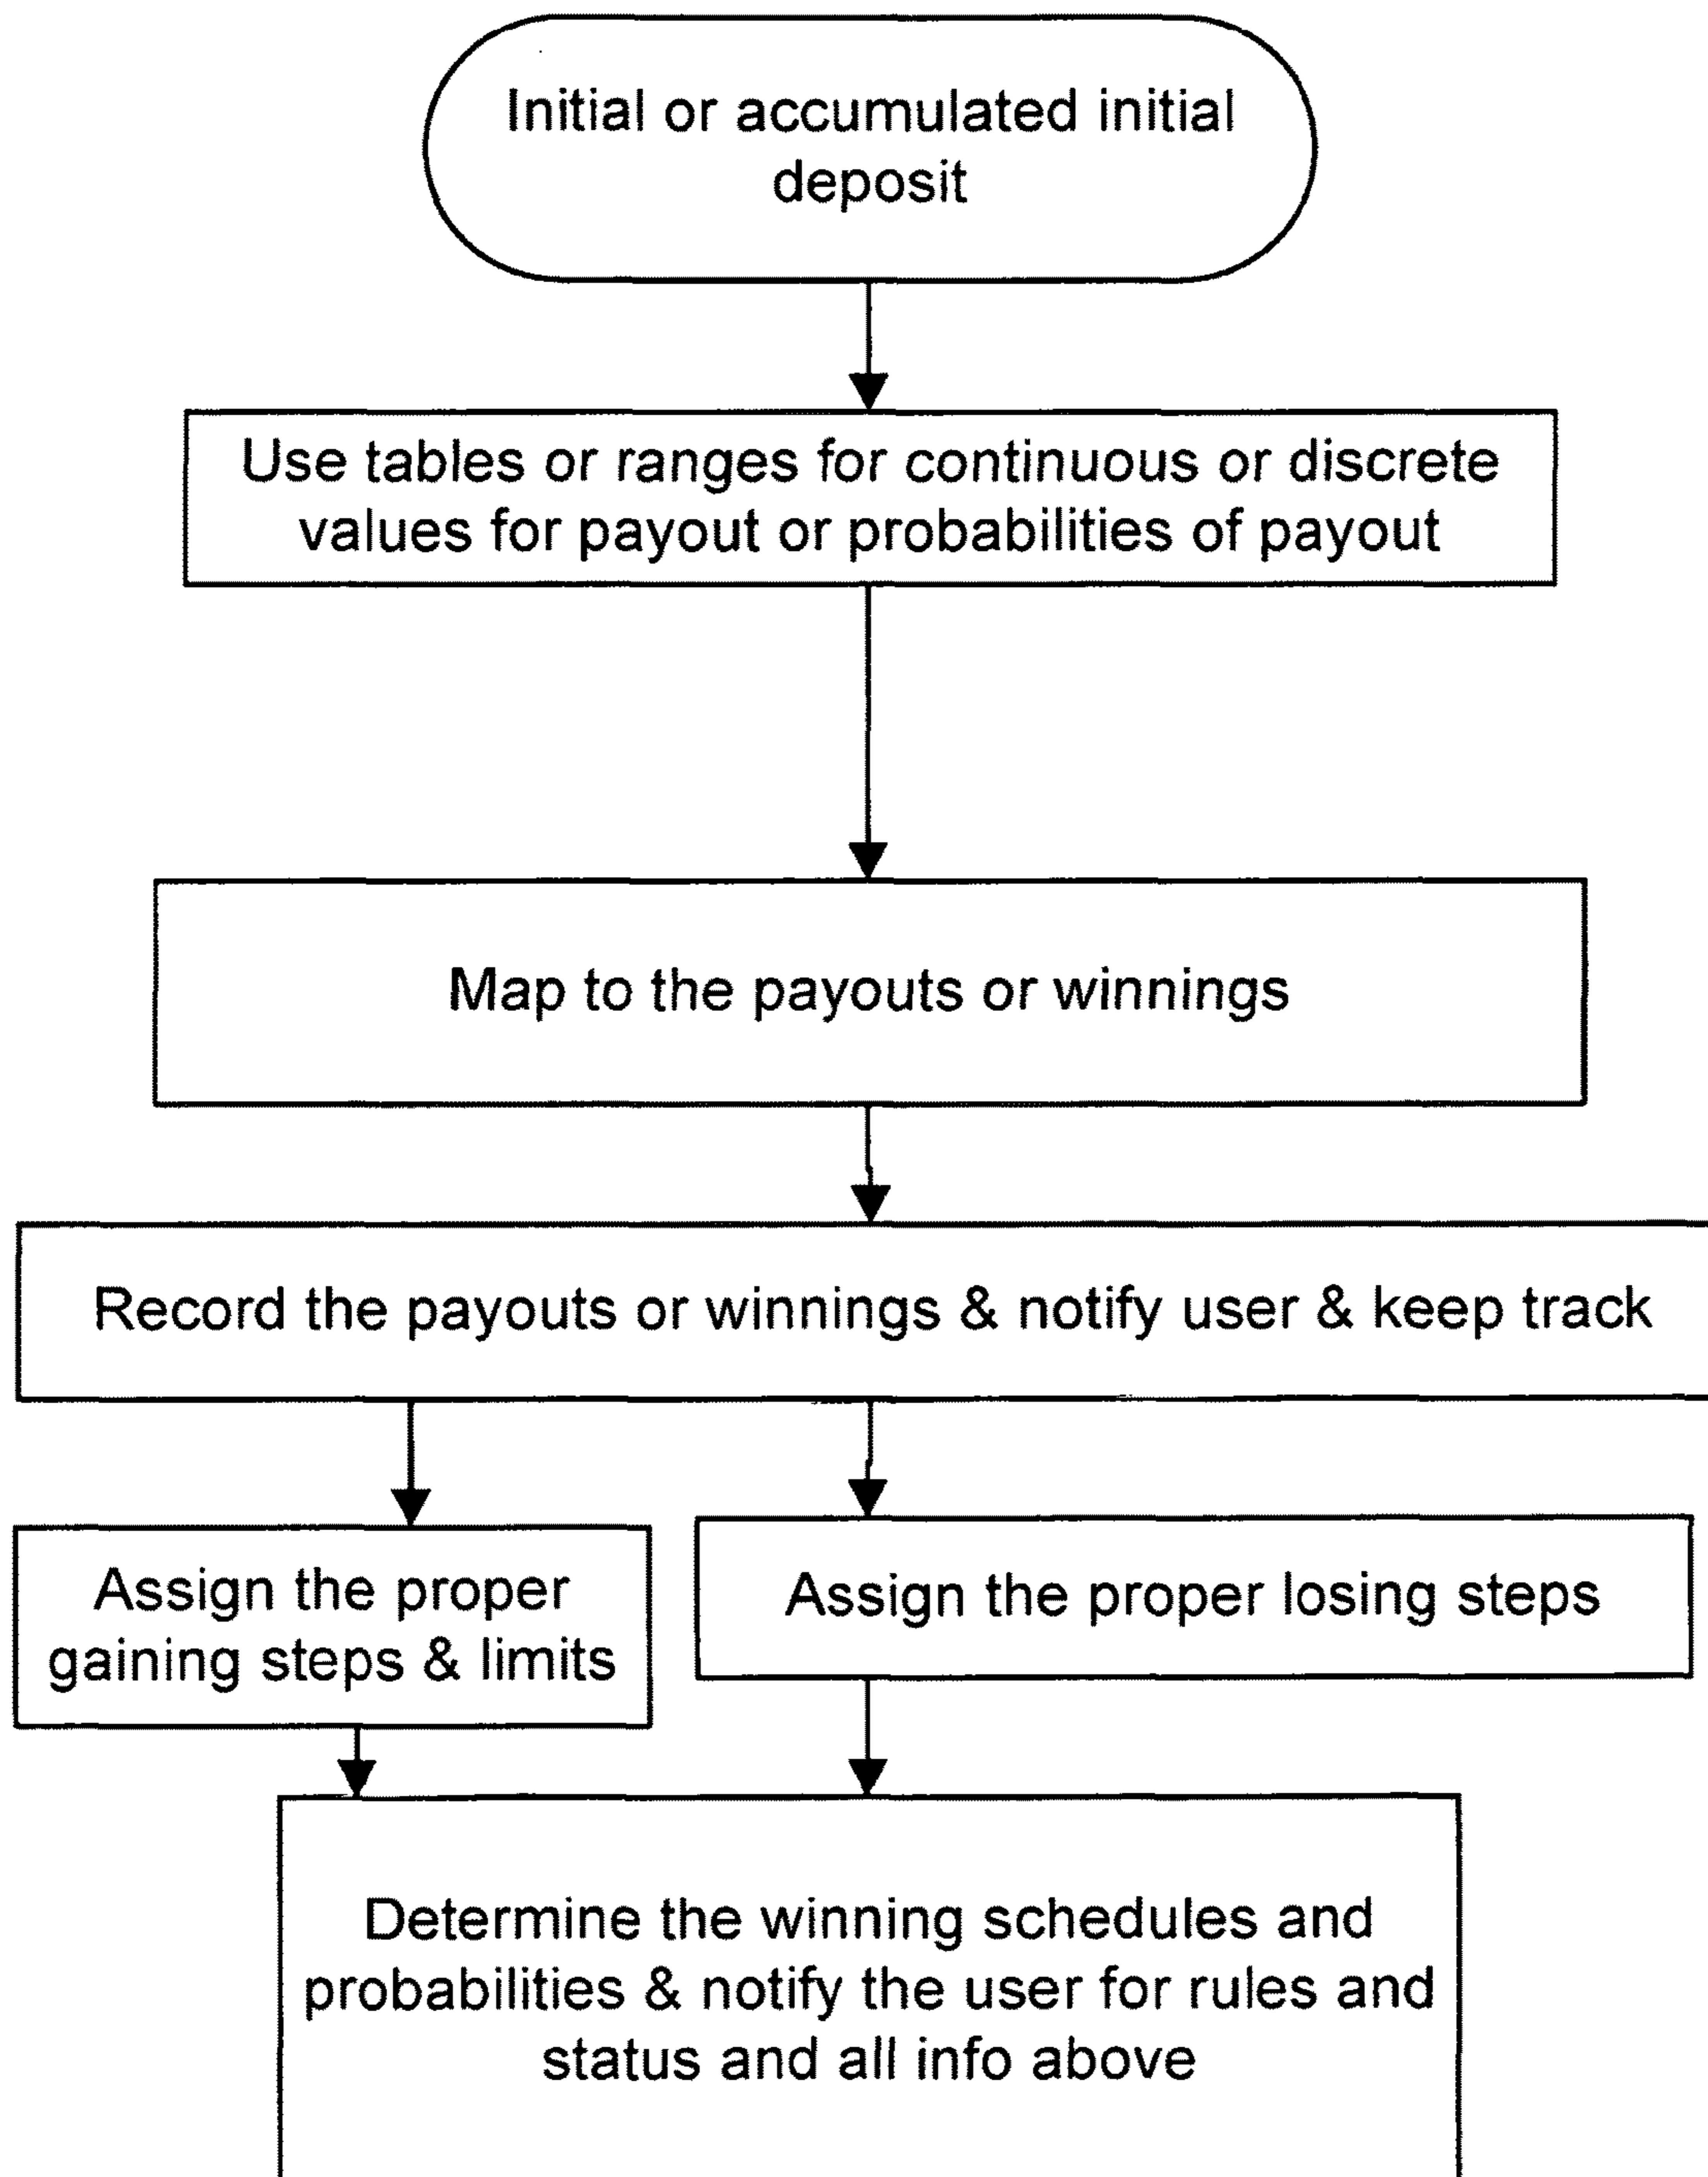 Initial or accumulated initial
deposit
Use tables or ranges for continuous or discrete
values for payout or probabilities of payout
Map to the payouts or winnings
Record the payouts or winnings & notify user & keep track
Assign the proper
gaining steps & limits
Assign the proper losing steps
Determine the winning schedules and
probabilities & notify the user for rules and
status and all info above